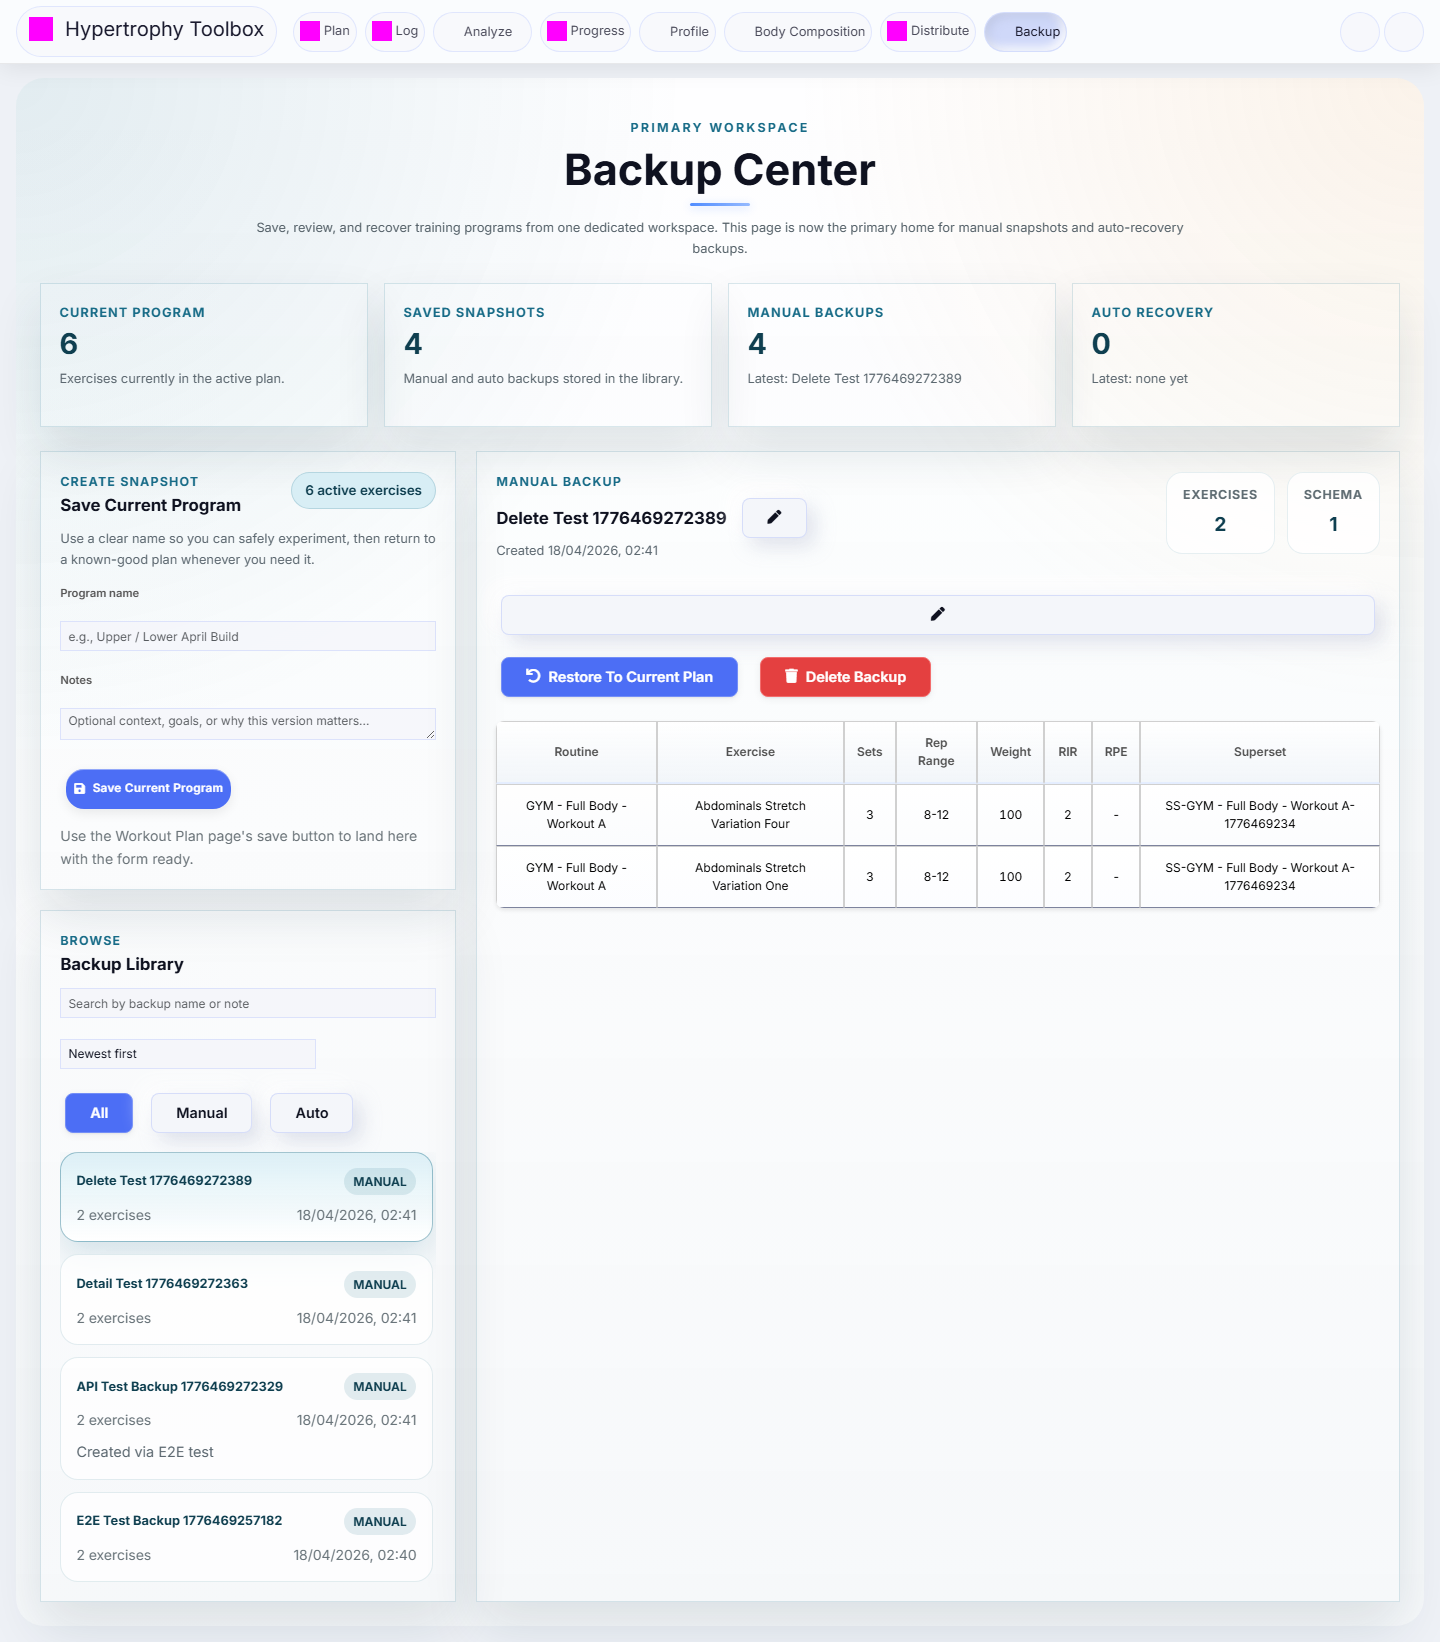 Hypertrophy Toolbox
Plan
Log
Analyze
Progress
Profile
Body Composition
Distribute
Backup
PRIMARY WORKSPACE
Backup Center
Save, review, and recover training programs from one dedicated workspace. This page is now the primary home for manual snapshots and auto-recovery
backups.
CURRENT PROGRAM
6
Exercises currently in the active plan.
SAVED SNAPSHOTS
4
Manual and auto backups stored in the library.
MANUAL BACKUPS
4
Latest: Delete Test 1776469272389
AUTO RECOVERY
0
Latest: none yet
CREATE SNAPSHOT
Save Current Program
6 active exercises
Use a clear name so you can safely experiment, then return to
a known-good plan whenever you need it.
Program name
e.g., Upper / Lower April Build
Notes
Optional context, goals, or why this version matters...
Save Current Program
Use the Workout Plan page's save button to land here
with the form ready.
BROWSE
Backup Library
Search by backup name or note
Newest first
All
Manual
Auto
Delete Test 1776469272389
MANUAL
2 exercises
18/04/2026, 02:41
Detail Test 1776469272363
MANUAL
2 exercises
18/04/2026, 02:41
API Test Backup 1776469272329
MANUAL
2 exercises
18/04/2026, 02:41
Created via E2E test
E2E Test Backup 1776469257182
MANUAL
2 exercises
18/04/2026, 02:40
MANUAL BACKUP
Delete Test 1776469272389
Created 18/04/2026, 02:41
EXERCISES
2
SCHEMA
1
Restore To Current Plan
Delete Backup
Routine
Exercise
Sets
Rep
Range
Weight
RIR
RPE
Superset
GYM - Full Body -
Workout A
Abdominals Stretch
Variation Four
3
8-12
100
2
-
SS-GYM - Full Body - Workout A-
1776469234
GYM - Full Body -
Workout A
Abdominals Stretch
Variation One
3
8-12
100
2
-
SS-GYM - Full Body - Workout A-
1776469234